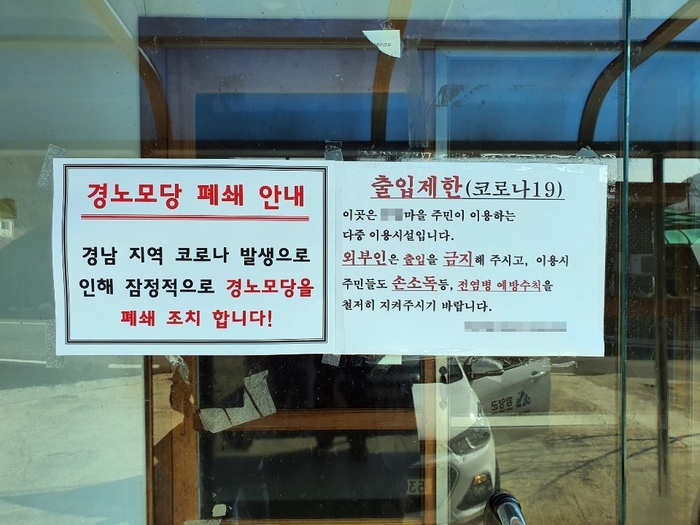 경노모당 폐쇄 안내
경남 지역 코로나 발생으로
인해 잠정적으로 경노모당을
폐쇄 조치 합니다!
출입제한(코로나19)
이곳은 마을 주민이 이용하는
다중 이용시설입니다.
외부인은 출입을 금지해 주시고, 이용시
주민들도 손소독등, 전염병 예방수칙을
철저히 지켜주시기 바랍니다.